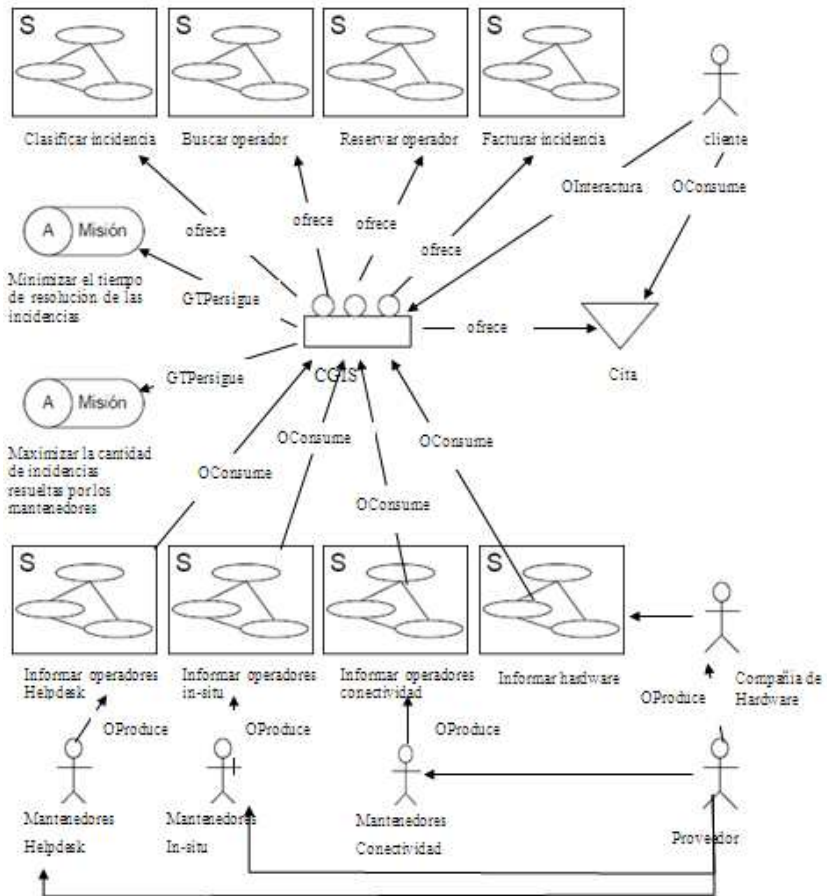 S
S
S
S
Clasificar incidencia
Buscar operador
Reservar operador
Facturar incidencia
cliente
OInteractura
OConsume
ofrece
ofrece
ofrece
ofrece
A
Misión
Minimizar el tiempo
de resolución de las
incidencias
GTPersigue
ofrece
Cita
CGIS
GTPersigue
A
Misión
Maximizar la cantidad
de incidencias
resueltas por los
mantenedores
OConsume
OConsume
OConsume
OConsume
S
S
S
S
Informar operadores
Helpdesk
Informar operadores
in-situ
Informar operadores
conectividad
Informar hardware
Compañia de
Hardware
OProduce
OProduce
OProduce
OProduce
Mantenedores
Helpdesk
Mantenedores
In-situ
Mantenedores
Conectividad
Proveedor